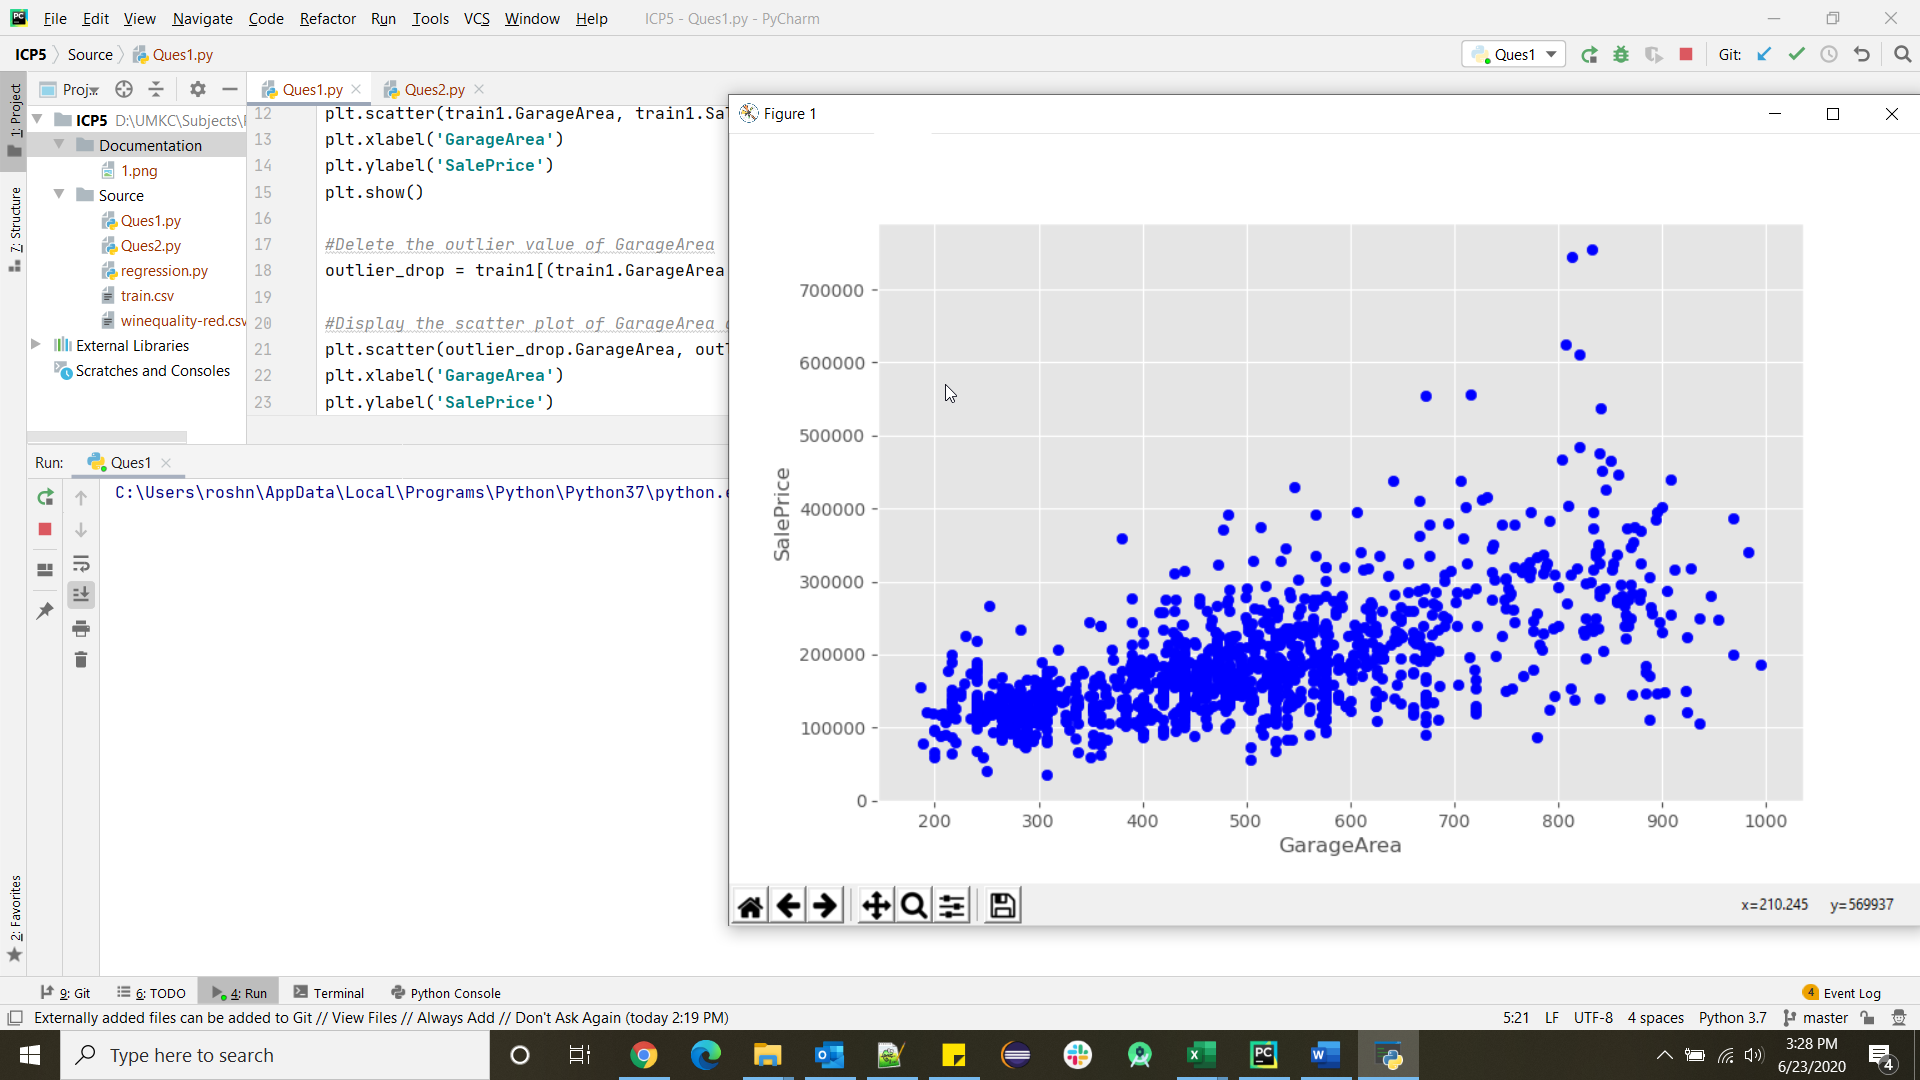 File Edit View Navigate Code Refactor Run Tools VCS Window Help ICP5 - Ques1.py - PyCharm
ICP5 Source Ques1.py
Ques1 Git:
1: Project
7: Structure
2: Favorites
Proj
ICP5 D:\UMKC\Subjects\
Documentation
1.png
Source
Ques1.py
Ques2.py
regression.py
train.csv
winequality-red.csv
External Libraries
Scratches and Consoles
Ques1.py Ques2.py
12 plt.scatter(train1.GarageArea, train1.Sal
13 plt.xlabel('GarageArea')
14 plt.ylabel('SalePrice')
15 plt.show()
16
17 #Delete the outlier value of GarageArea
18 outlier_drop = train1[(train1.GarageArea
19
20 #Display the scatter plot of GarageArea
21 plt.scatter(outlier_drop.GarageArea, outl
22 plt.xlabel('GarageArea')
23 plt.ylabel('SalePrice')
Run: Ques1
C:\Users\roshn\AppData\Local\Programs\Python\Python37\python.e
Figure 1
SalePrice
700000
600000
500000
400000
300000
200000
100000
0
200 300 400 500 600 700 800 900 1000
GarageArea
x=210.245 y=569937
9: Git 6: TODO 4: Run Terminal Python Console 4 Event Log
Externally added files can be added to Git // View Files // Always Add // Don't Ask Again (today 2:19 PM) 5:21 LF UTF-8 4 spaces Python 3.7 master
Type here to search
3:28 PM
6/23/2020
4